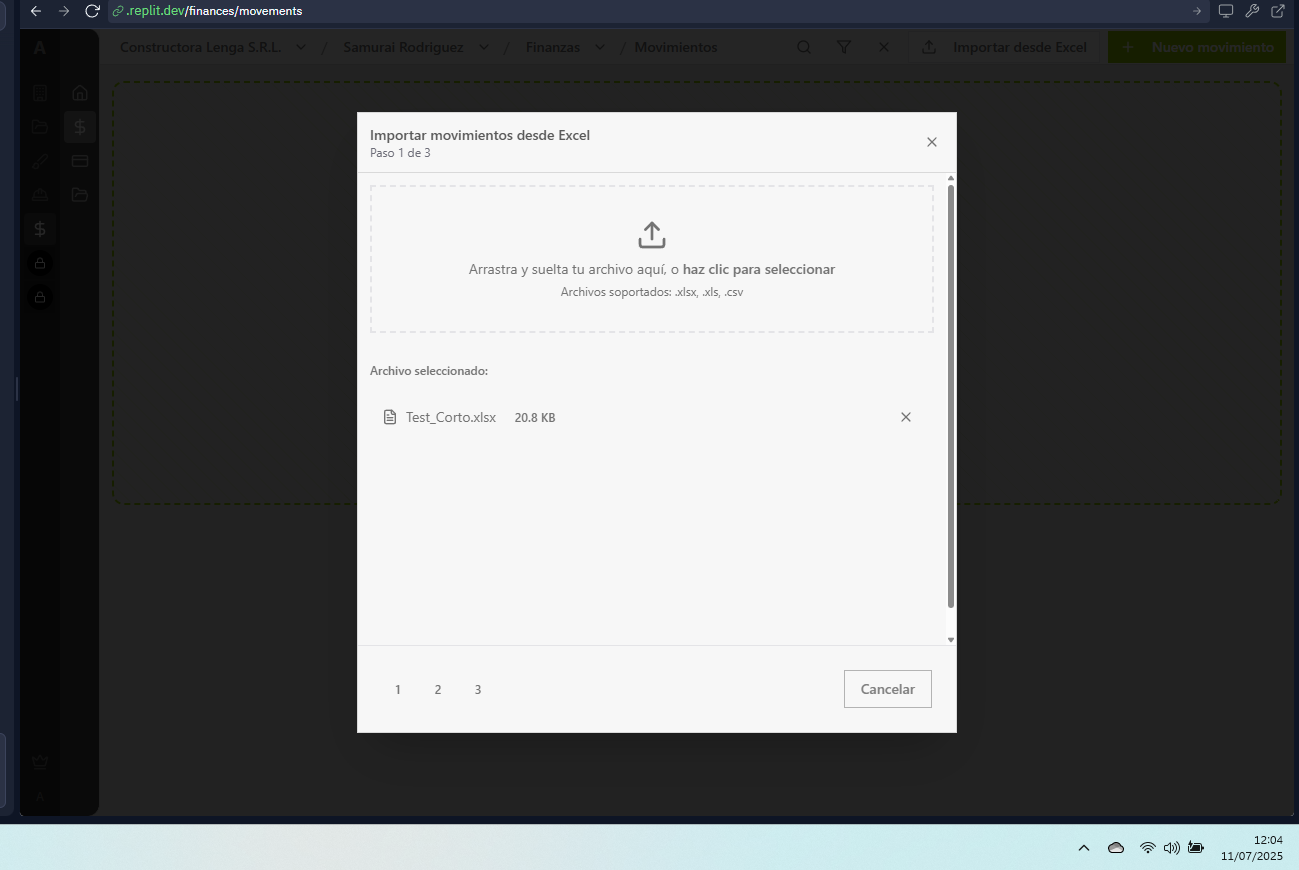 .replit.dev/finances/movements
A
Constructora Lenga S.R.L. / Samurai Rodriguez / Finanzas / Movimientos
Importar desde Excel
+ Nuevo movimiento
Importar movimientos desde Excel
Paso 1 de 3
Arrastra y suelta tu archivo aquí, o haz clic para seleccionar
Archivos soportados: .xlsx, .xls, .csv
Archivo seleccionado:
Test_Corto.xlsx 20.8 KB
1 2 3
Cancelar
A
12:04
11/07/2025